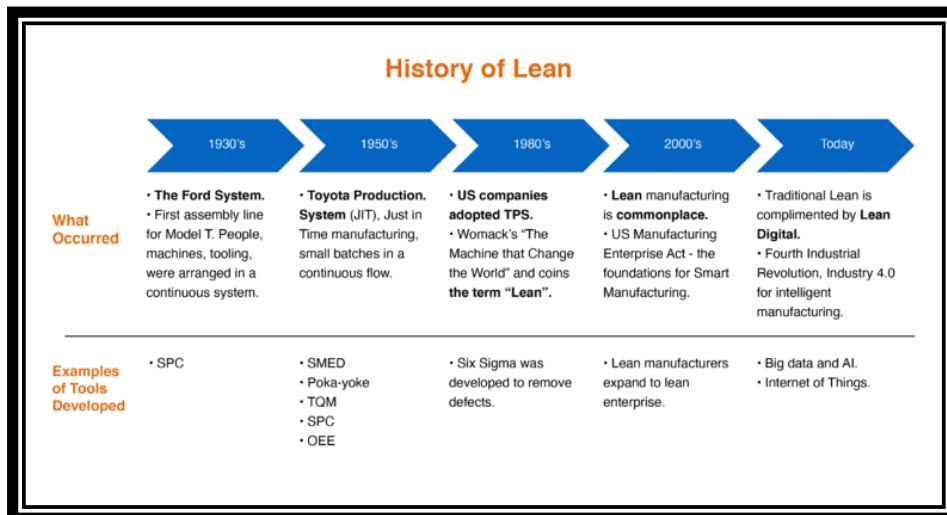 History of Lean
1930's
1950's
1980's
2000's
Today
What
Occurred
• The Ford System.
• First assembly line
for Model T. People,
machines, tooling,
were arranged in a
continuous system.
• Toyota Production.
System (JIT), Just in
Time manufacturing,
small batches in a
continuous flow.
• US companies
adopted TPS.
• Womack's “The
Machine that Change
the World” and coins
the term “Lean”.
• Lean manufacturing
is commonplace.
• US Manufacturing
Enterprise Act - the
foundations for Smart
Manufacturing.
• Traditional Lean is
complimented by Lean
Digital.
• Fourth Industrial
Revolution, Industry 4.0
for intelligent
manufacturing.
Examples
of Tools
Developed
• SPC
• SMED
• Poka-yoke
• TQM
• SPC
• OEE
• Six Sigma was
developed to remove
defects.
• Lean manufacturers
expand to lean
enterprise.
• Big data and AI.
• Internet of Things.